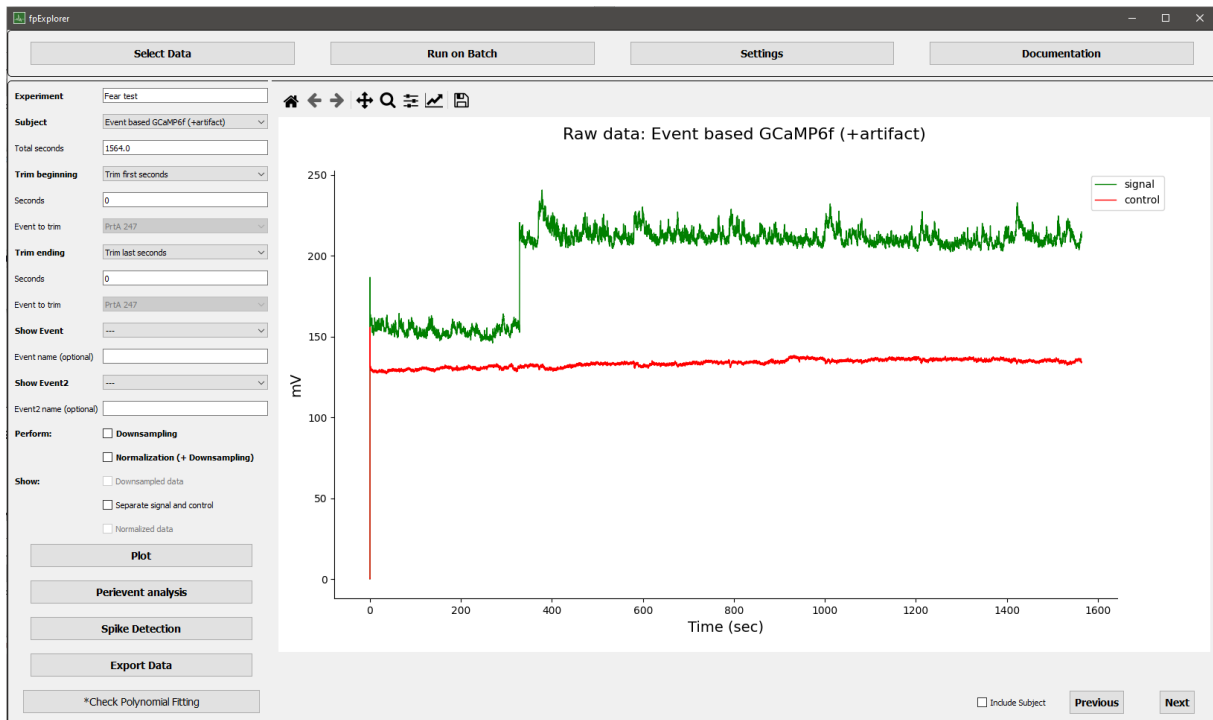 fpExplorer
Select Data
Run on Batch
Settings
Documentation
Experiment
Fear test
Subject
Event based GCaMP6f (+artifact)
Total seconds
1564.0
Trim beginning
Trim first seconds
Seconds
0
Event to trim
PrtA 247
Trim ending
Trim last seconds
Seconds
0
Event to trim
PrtA 247
Show Event
---
Event name (optional)
Show Event2
---
Event2 name (optional)
Perform:
Downsampling
Normalization (+ Downsampling)
Show:
Downsampled data
Separate signal and control
Normalized data
Plot
Perievent analysis
Spike Detection
Export Data
*Check Polynomial Fitting
Raw data: Event based GCaMP6f (+artifact)
signal
control
250
200
150
100
50
0
mV
0 200 400 600 800 1000 1200 1400 1600
Time (sec)
Include Subject
Previous
Next